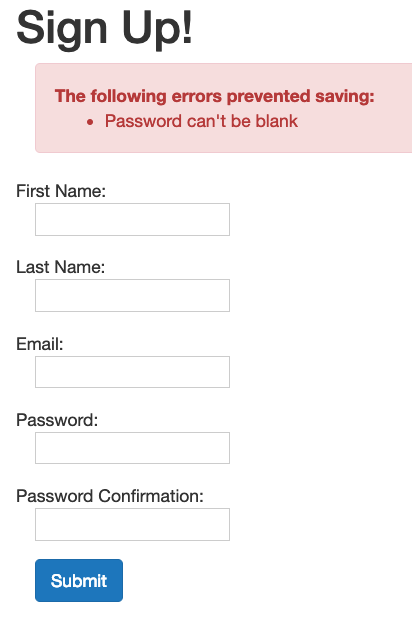 Sign Up!
The following errors prevented saving:
• Password can't be blank
First Name:
Last Name:
Email:
Password:
Password Confirmation:
Submit